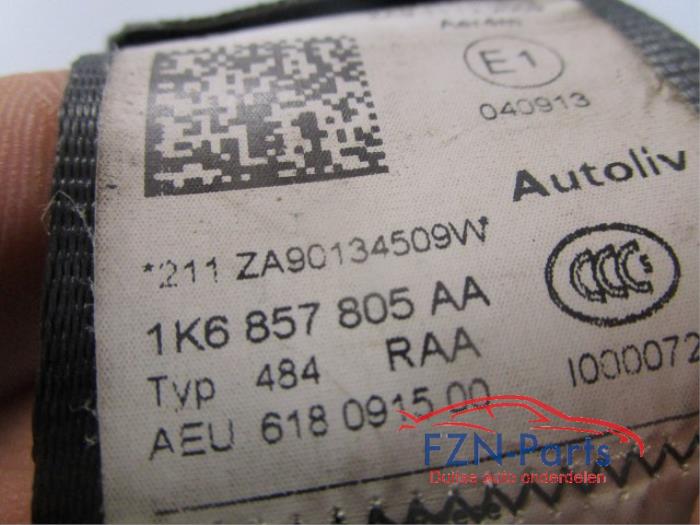 E1
040913
Autoliv
*211 ZA90134509W*
1K6 857 805 AA
Typ 484 RAA
I000072
AEU 618 0915 00
FZN-Parts
Duitse auto onderdelen